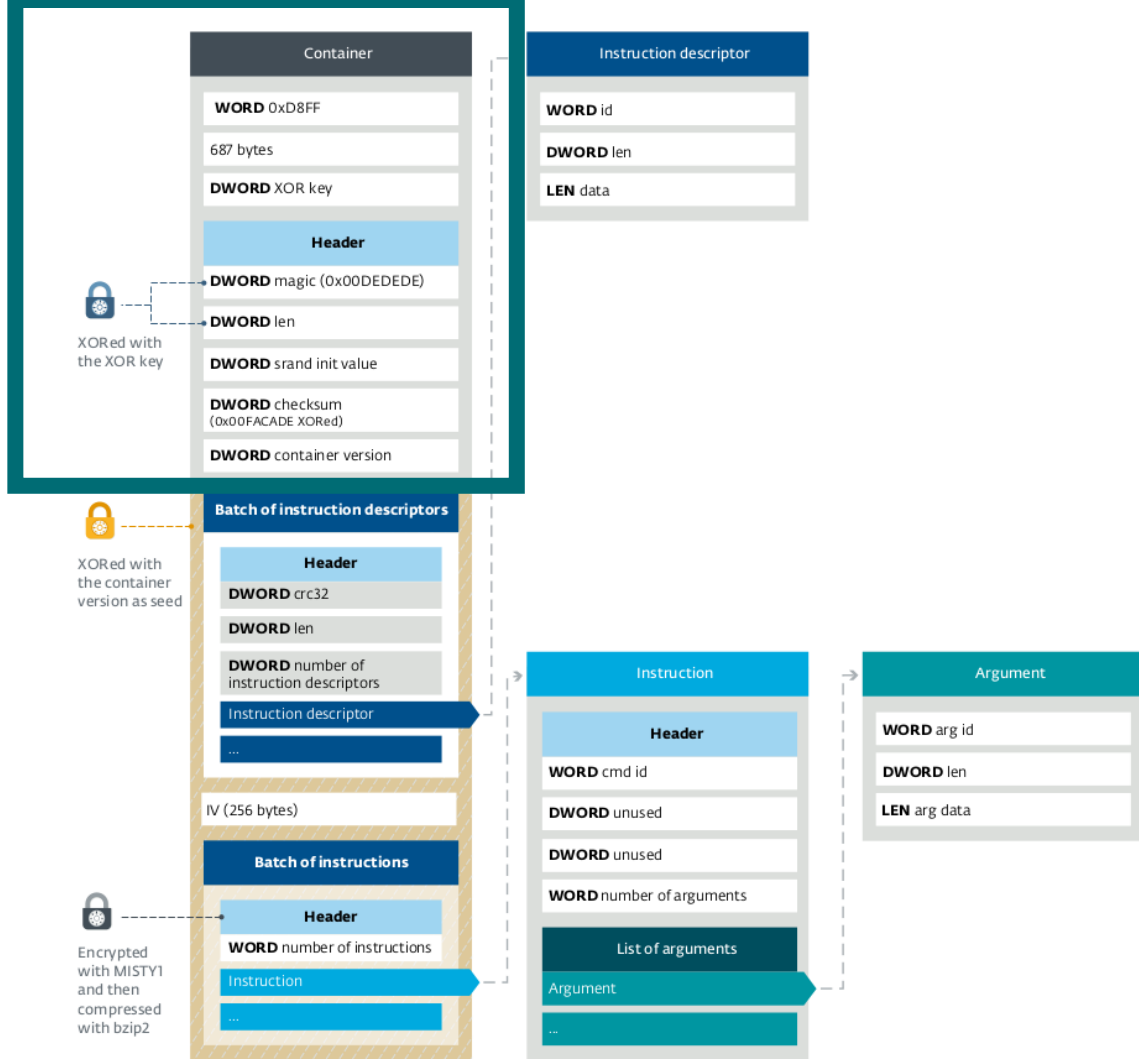 Container
WORD 0xD8FF
687 bytes
DWORD XOR key
Header
DWORD magic (0x00DEDEDE)
DWORD len
DWORD srand init value
DWORD checksum
(0x00FACADE XORed)
DWORD container version
XORed with
the XOR key
Instruction descriptor
WORD id
DWORD len
LEN data
Batch of instruction descriptors
XORed with
the container
version as seed
Header
DWORD crc32
DWORD len
DWORD number of
instruction descriptors
Instruction descriptor
...
IV (256 bytes)
Batch of instructions
Header
WORD number of instructions
Instruction
...
Encrypted
with MISTY1
and then
compressed
with bzip2
Instruction
Header
WORD cmd id
DWORD unused
DWORD unused
WORD number of arguments
List of arguments
Argument
...
Argument
WORD arg id
DWORD len
LEN arg data